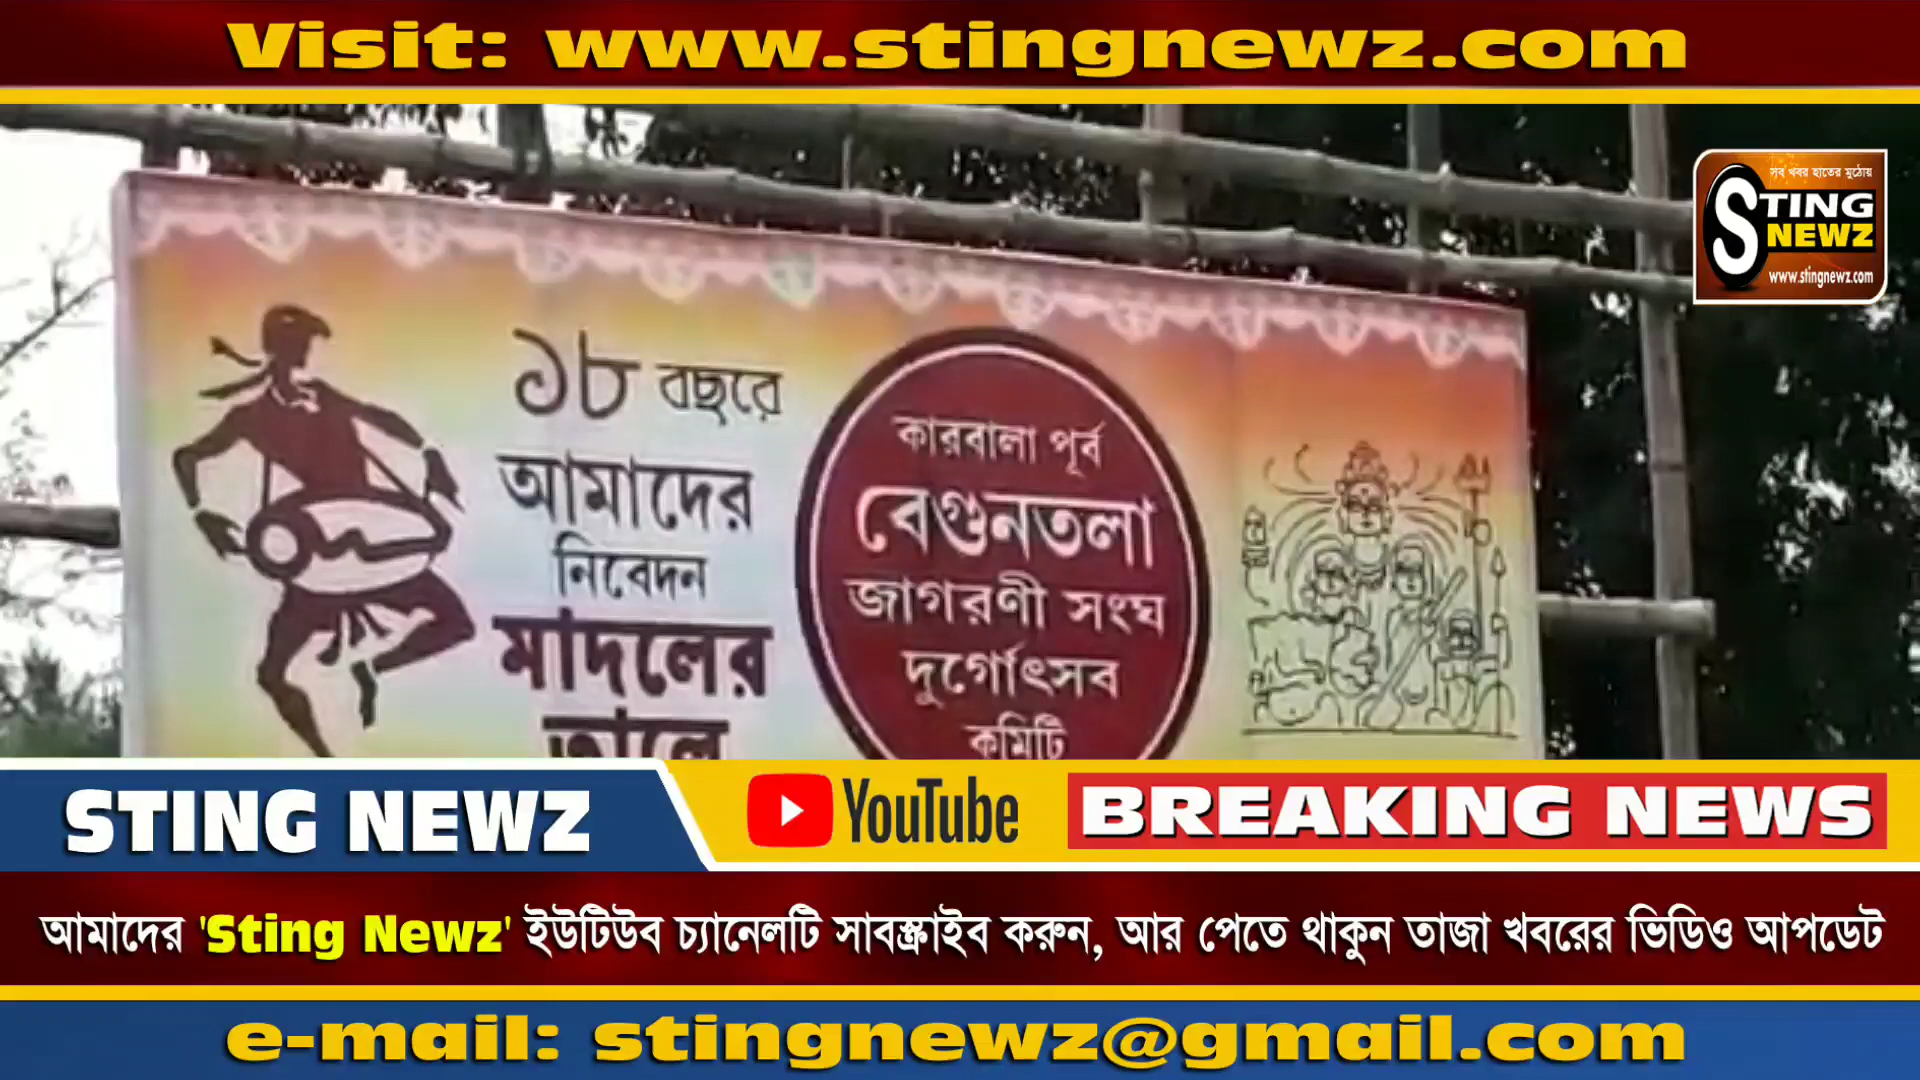 Visit: www.stingnewz.com
সব খবর হাতের মুঠোয়
STING
NEWZ
www.stingnewz.com
১৮ বছরে
আমাদের
নিবেদন
মাদলের
তালে
কারবালা পূর্ব
বেগুনতলা
জাগরণী সংঘ
দুর্গোৎসব
কমিটি
STING NEWZ
YouTube
BREAKING NEWS
আমাদের 'Sting Newz' ইউটিউব চ্যানেলটি সাবস্ক্রাইব করুন, আর পেতে থাকুন তাজা খবরের ভিডিও আপডেট
e-mail: stingnewz@gmail.com